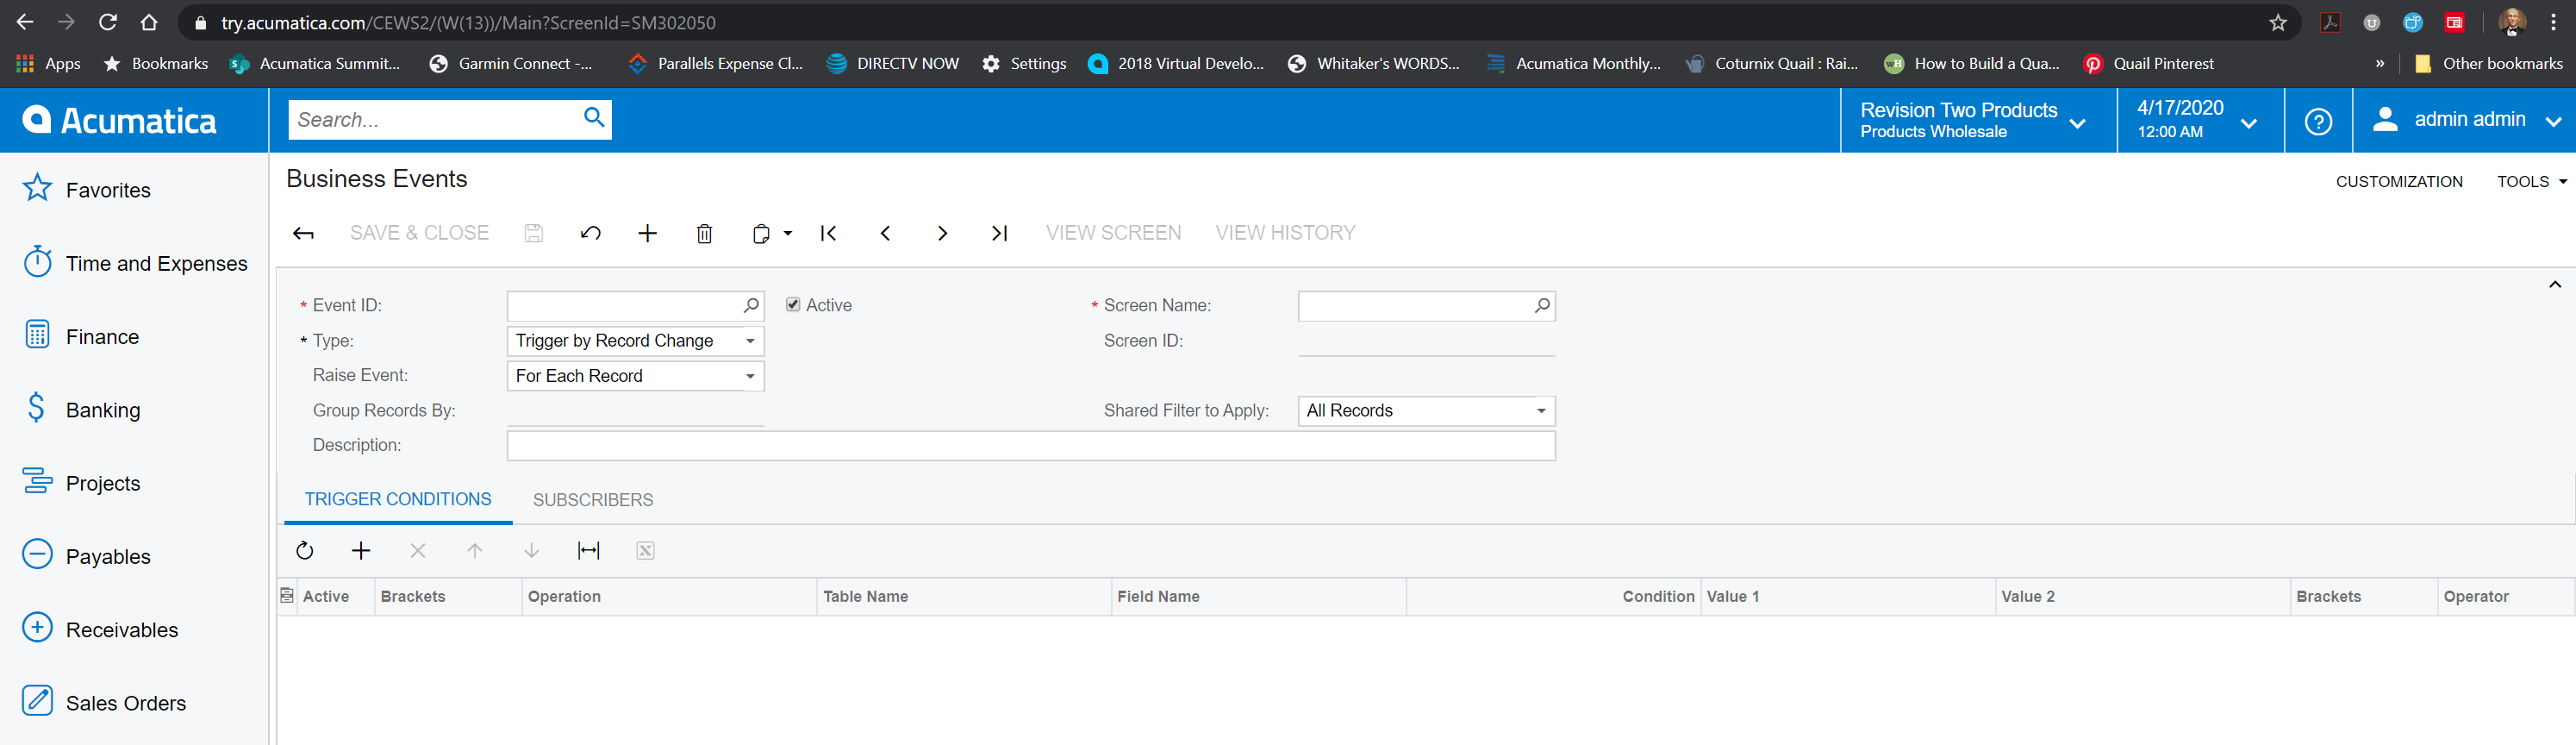 try.acumatica.com/CEWS2/(W(13))/Main?ScreenId=SM302050
Apps Bookmarks Acumatica Summit... Garmin Connect -... Parallels Expense Cl... DIRECTV NOW Settings 2018 Virtual Develo... Whitaker's WORDS... Acumatica Monthly... Coturnix Quail : Rai... How to Build a Qua... Quail Pinterest » Other bookmarks
Acumatica
Search...
Revision Two Products
Products Wholesale
4/17/2020
12:00 AM
admin admin
Favorites
Time and Expenses
Finance
Banking
Projects
Payables
Receivables
Sales Orders
Business Events
CUSTOMIZATION TOOLS
SAVE & CLOSE VIEW SCREEN VIEW HISTORY
* Event ID: Active * Screen Name:
* Type: Trigger by Record Change Screen ID:
Raise Event: For Each Record
Group Records By: Shared Filter to Apply: All Records
Description:
TRIGGER CONDITIONS SUBSCRIBERS
Active Brackets Operation Table Name Field Name Condition Value 1 Value 2 Brackets Operator